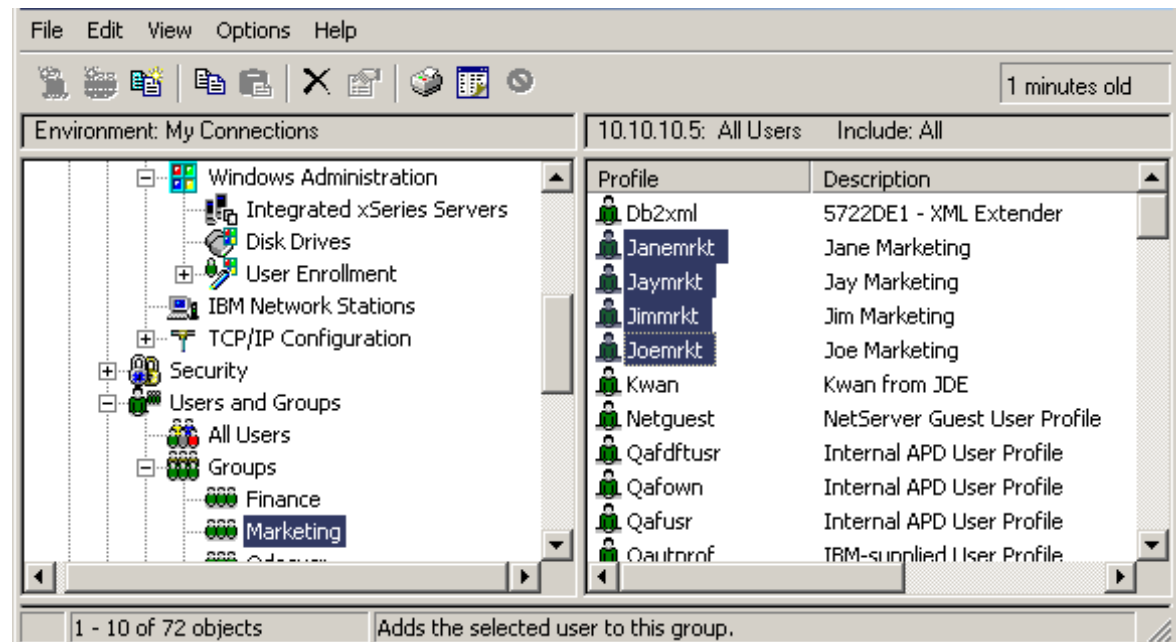 File Edit View Options Help
1 minutes old
Environment: My Connections
10.10.10.5: All Users Include: All
Windows Administration
Integrated xSeries Servers
Disk Drives
User Enrollment
IBM Network Stations
TCP/IP Configuration
Security
Users and Groups
All Users
Groups
Finance
Marketing
Profile Description
Db2xml 5722DE1 - XML Extender
Janemrkt Jane Marketing
Jaymrkt Jay Marketing
Jimmrkt Jim Marketing
Joemrkt Joe Marketing
Kwan Kwan from JDE
Netguest NetServer Guest User Profile
Qafdftusr Internal APD User Profile
Qafown Internal APD User Profile
Qafusr Internal APD User Profile
Qautprof IBM-supplied User Profile
1 - 10 of 72 objects
Adds the selected user to this group.